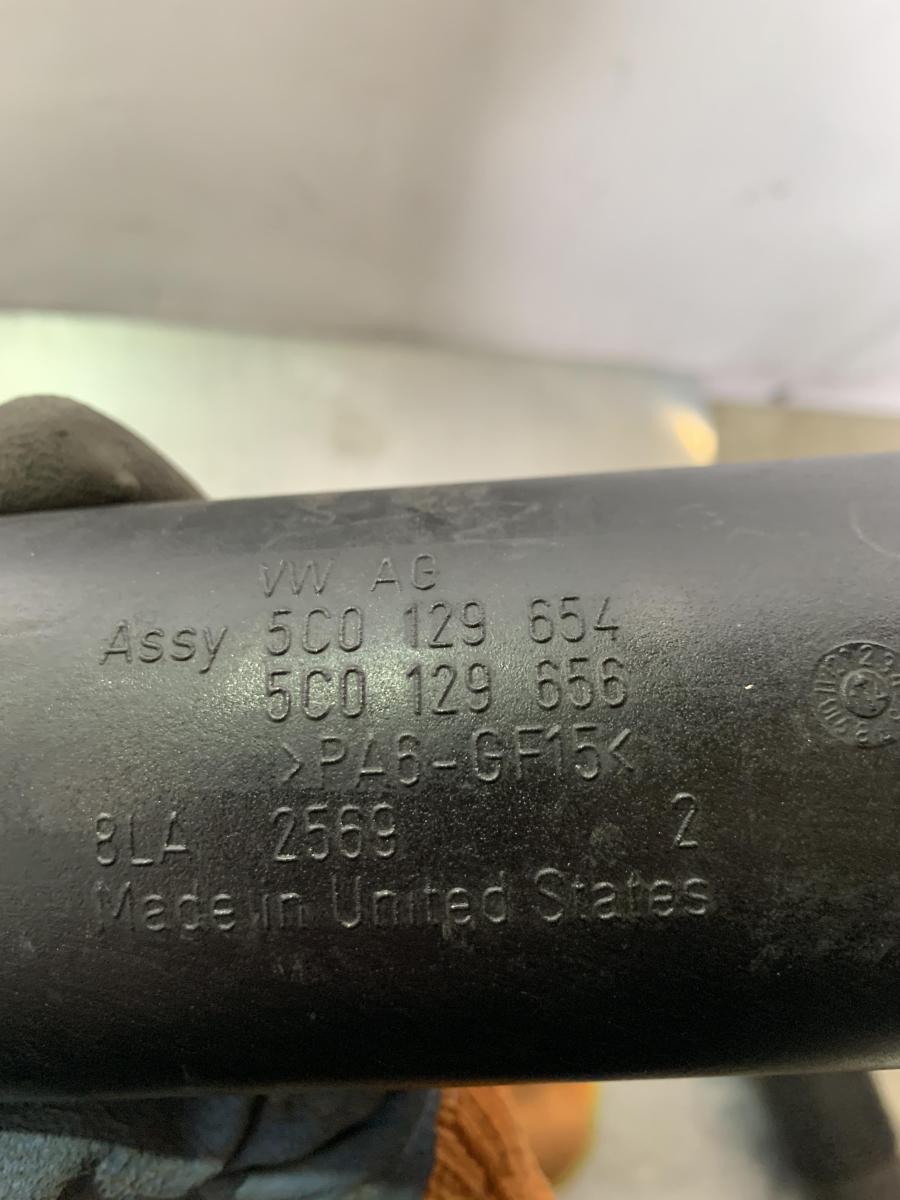 VW AG
Assy 5C0 129 654
5C0 129 656
>PA6-GF15<
8LA 2569 2
Made in United States